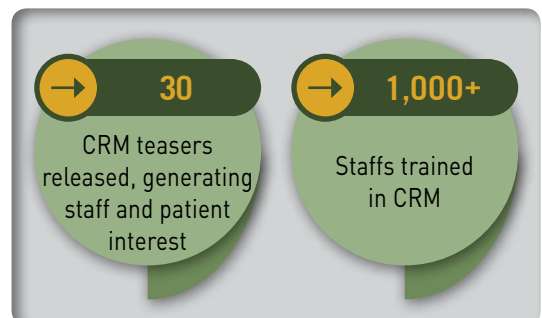 30
CRM teasers
released, generating
staff and patient
interest
1,000+
Staffs trained
in CRM